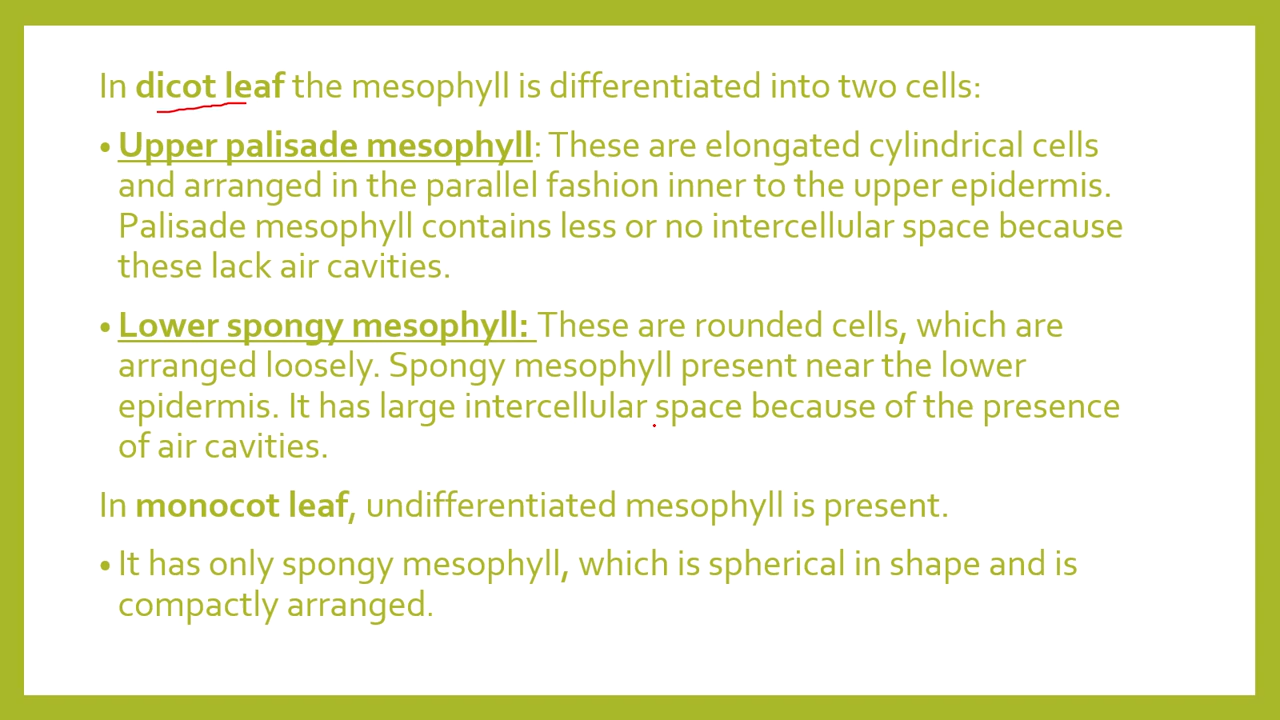 In dicot leaf the mesophyll is differentiated into two cells:
• Upper palisade mesophyll: These are elongated cylindrical cells
and arranged in the parallel fashion inner to the upper epidermis.
Palisade mesophyll contains less or no intercellular space because
these lack air cavities.
• Lower spongy mesophyll: These are rounded cells, which are
arranged loosely. Spongy mesophyll present near the lower
epidermis. It has large intercellular space because of the presence
of air cavities.
In monocot leaf, undifferentiated mesophyll is present.
• It has only spongy mesophyll, which is spherical in shape and is
compactly arranged.